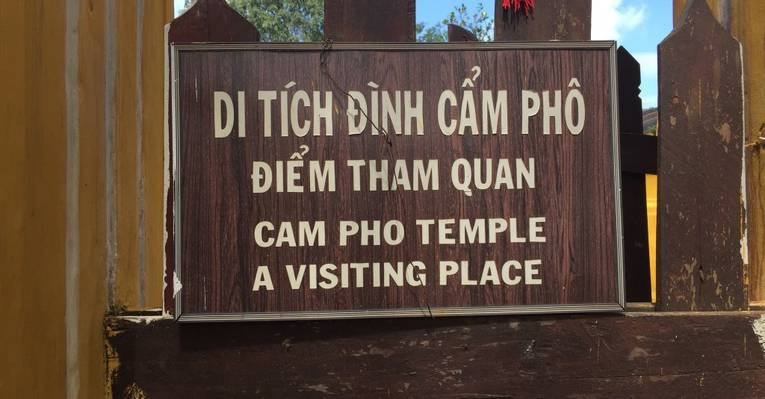 DI TÍCH ĐÌNH CẨM PHÔ
ĐIỂM THAM QUAN
CAM PHO TEMPLE
A VISITING PLACE